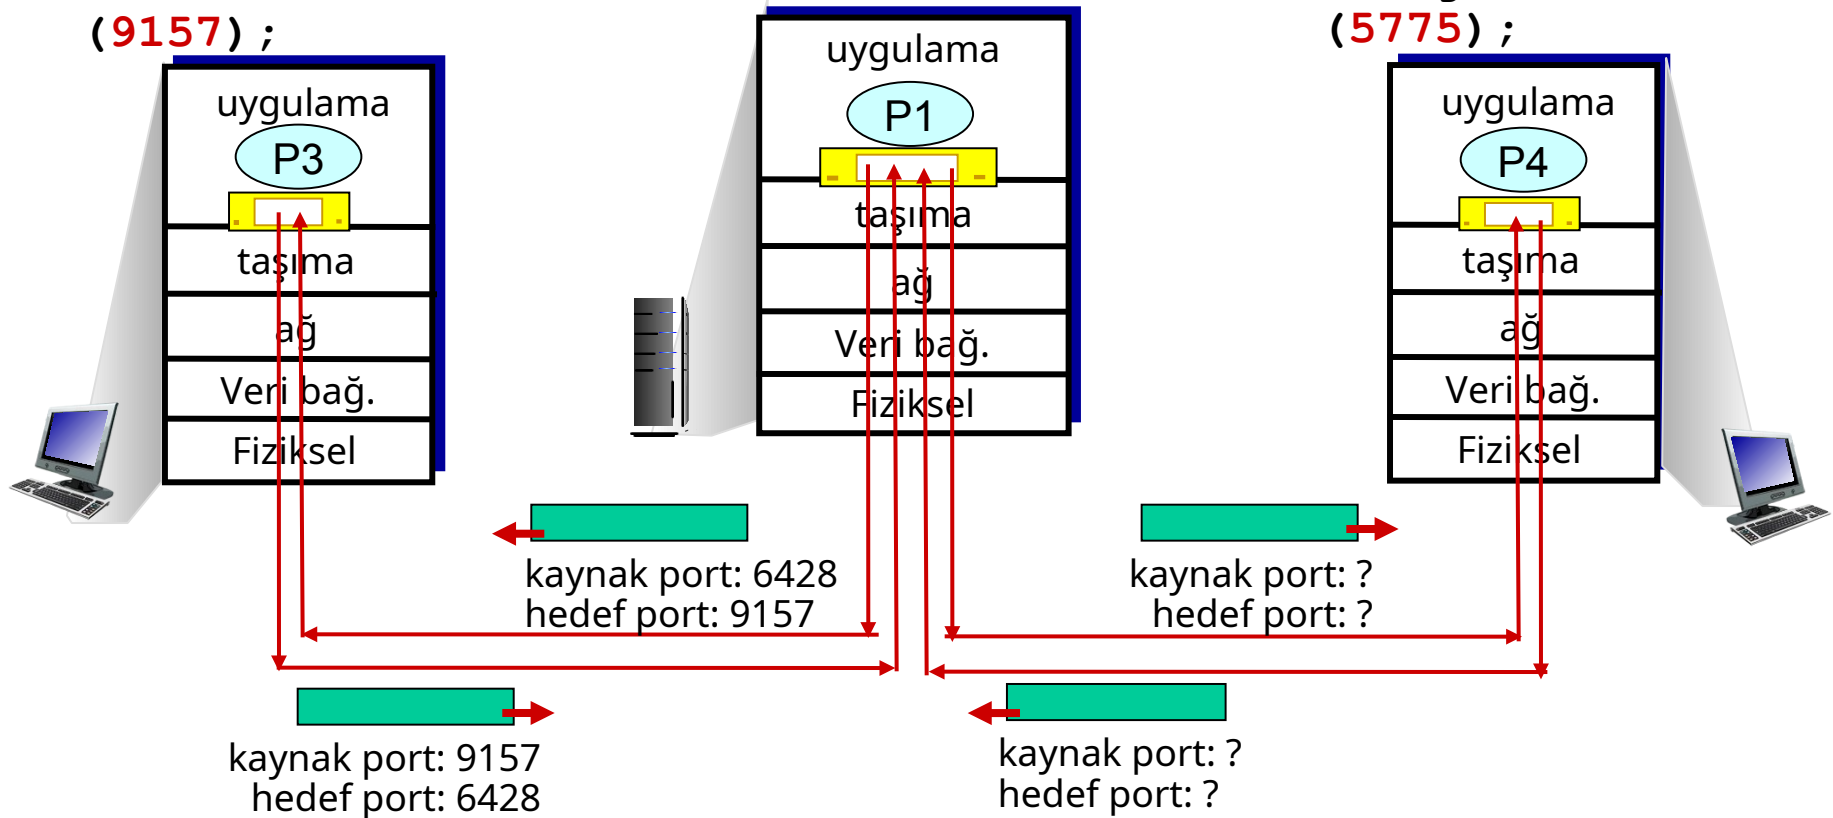 (9157);
(5775);
uygulama
P3
taşıma
ağ
Veri bağ.
Fiziksel
uygulama
P1
taşıma
ağ
Veri bağ.
Fiziksel
uygulama
P4
taşıma
ağ
Veri bağ.
Fiziksel
kaynak port: 6428
hedef port: 9157
kaynak port: ?
hedef port: ?
kaynak port: 9157
hedef port: 6428
kaynak port: ?
hedef port: ?